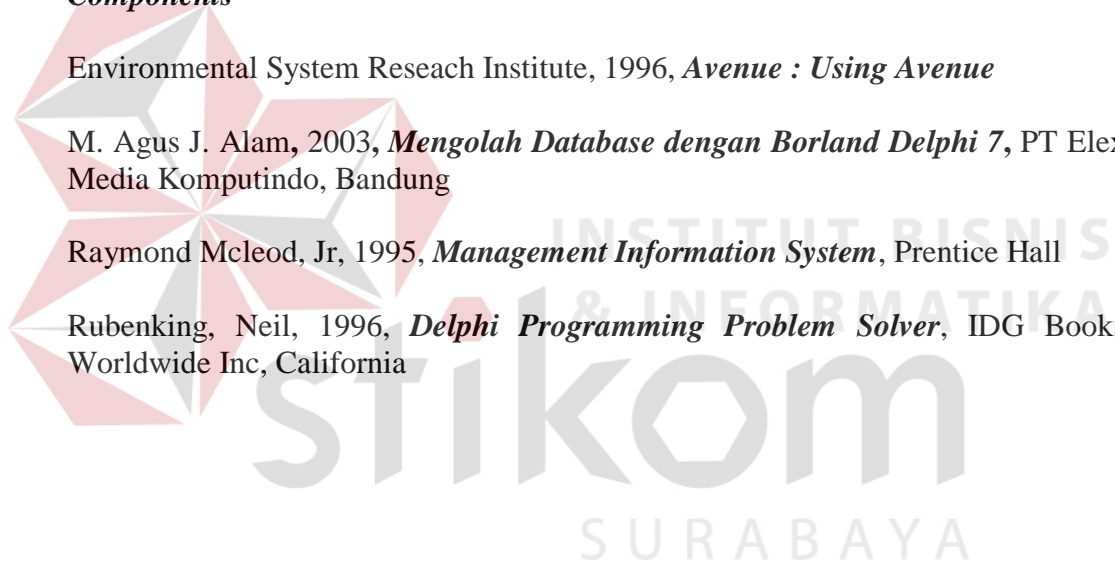 Components
Environmental System Reseach Institute, 1996, Avenue : Using Avenue
M. Agus J. Alam, 2003, Mengolah Database dengan Borland Delphi 7, PT Elex
Media Komputindo, Bandung
INSTITUT BISNIS
Raymond Mcleod, Jr, 1995, Management Information System, Prentice Hall
& INFORMATIKA
Rubenking, Neil, 1996, Delphi Programming Problem Solver, IDG Book
Worldwide Inc, California
stikom
SURABAYA